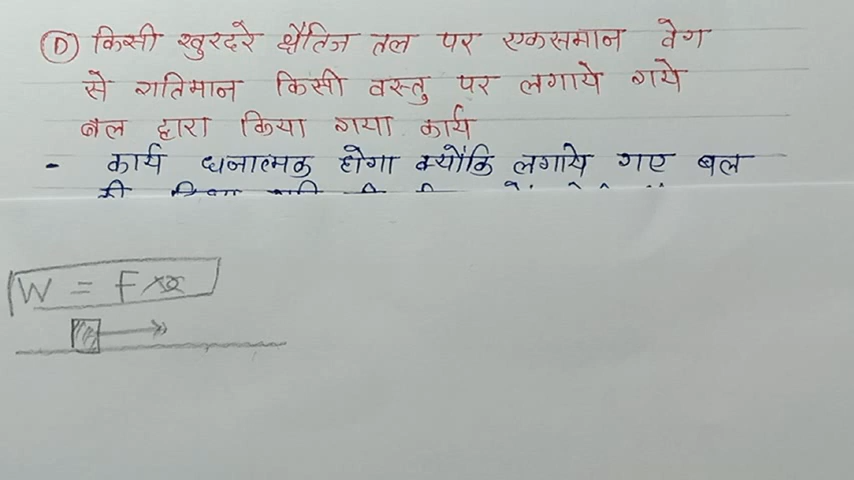 (D) किसी खुरदरे क्षैतिज तल पर एकसमान वेग
से गतिमान किसी वस्तु पर लगाये गये
बल द्वारा किया गया कार्य
- कार्य धनात्मक होगा क्योंकि लगाये गए बल
W = F x